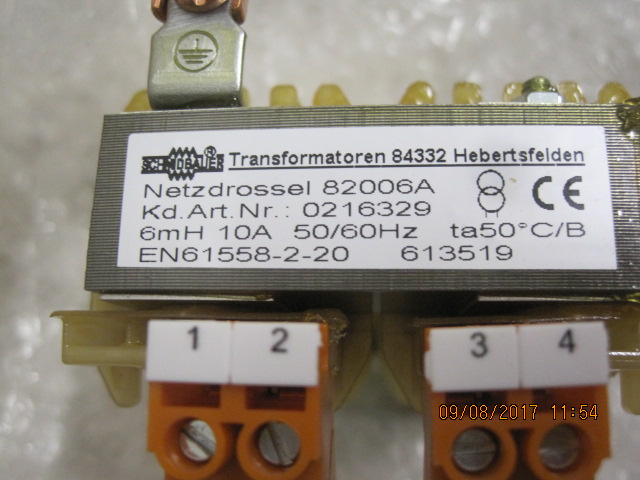 SCHMIDBAUER Transformatoren 84332 Hebertsfelden
Netzdrossel 82006A
Kd.Art.Nr.: 0216329
6mH 10A 50/60Hz ta50°C/B
EN61558-2-20 613519
CE
1 2 3 4
09/08/2017 11:54